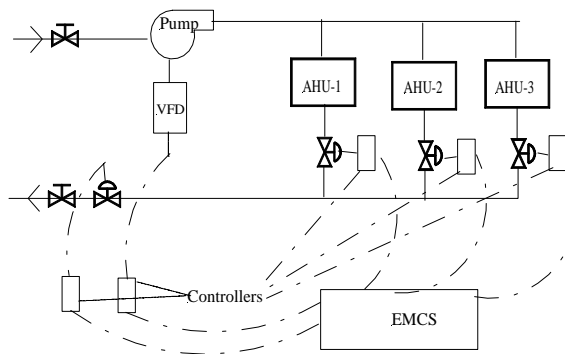 Pump
VFD
AHU-1
AHU-2
AHU-3
Controllers
EMCS